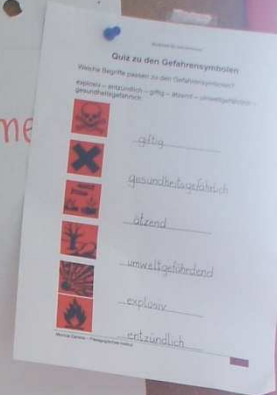 me
Quiz zu den Gefahrensymbolen
Welche Begriffe passen zu den Gefahrensymbolen?
explosiv – entzündlich – giftig – ätzend – umweltgefährdend –
gesundheitsgefährlich
giftig
gesundheitsgefährlich
ätzend
umweltgefährdend
explosiv
entzündlich